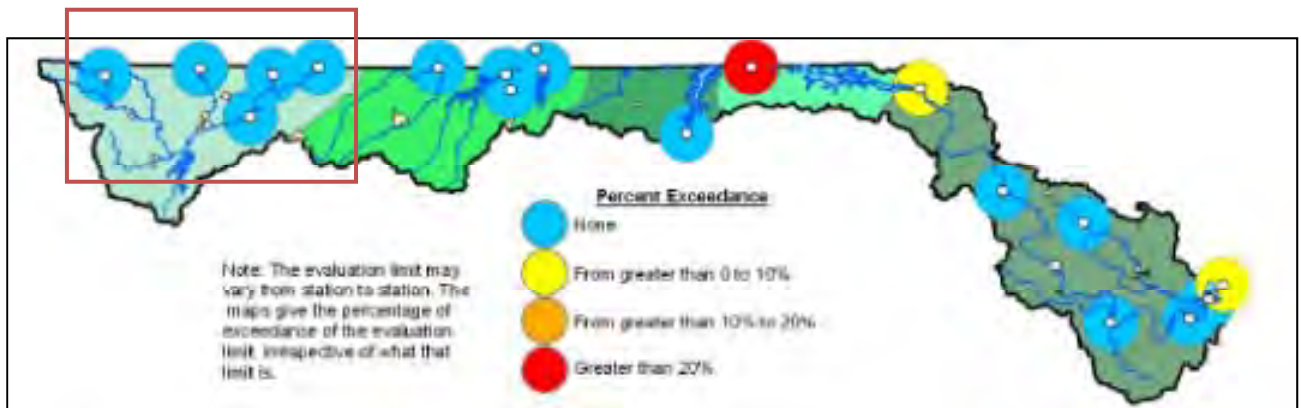 Percent Exceedance
None
From greater than 0 to 10%
From greater than 10% to 20%
Greater than 20%
Note: The evaluation limit may
vary from station to station. The
maps give the percentage of
exceedance of the evaluation
limit, irrespective of what that
limit is.